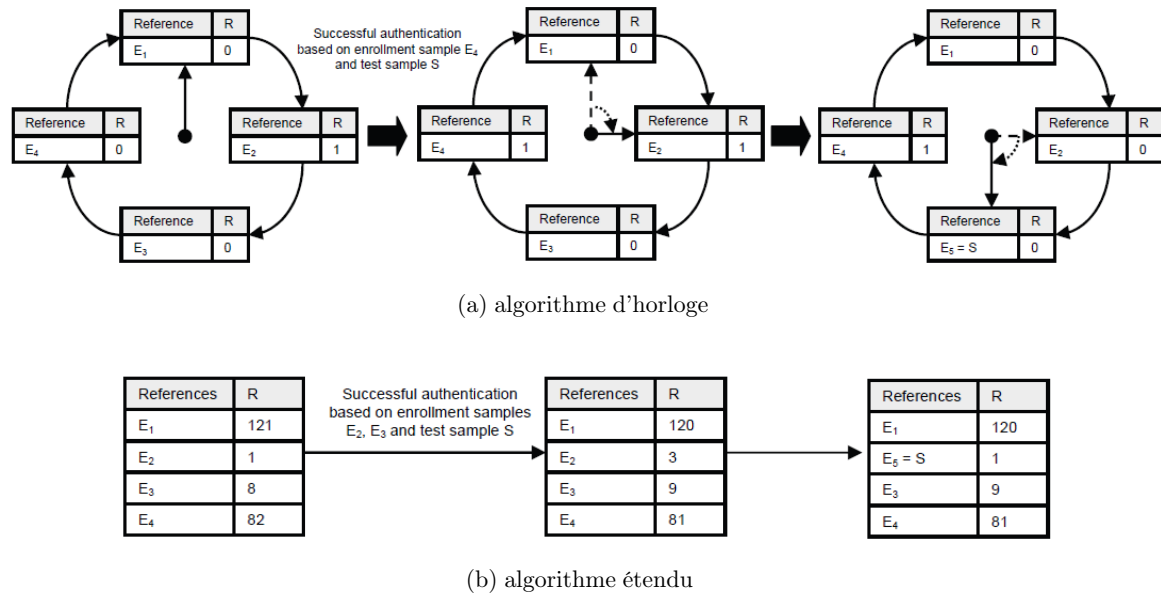 Reference R
E₁ 0
Reference R
E₄ 0
Reference R
E₂ 1
Reference R
E₃ 0
Successful authentication
based on enrollment sample E₄
and test sample S
Reference R
E₁ 0
Reference R
E₄ 1
Reference R
E₂ 1
Reference R
E₃ 0
Reference R
E₁ 0
Reference R
E₄ 1
Reference R
E₂ 0
Reference R
E₅ = S 0
(a) algorithme d'horloge
References R
E₁ 121
E₂ 1
E₃ 8
E₄ 82
Successful authentication
based on enrollment samples
E₂, E₃ and test sample S
References R
E₁ 120
E₂ 3
E₃ 9
E₄ 81
References R
E₁ 120
E₅ = S 1
E₃ 9
E₄ 81
(b) algorithme étendu